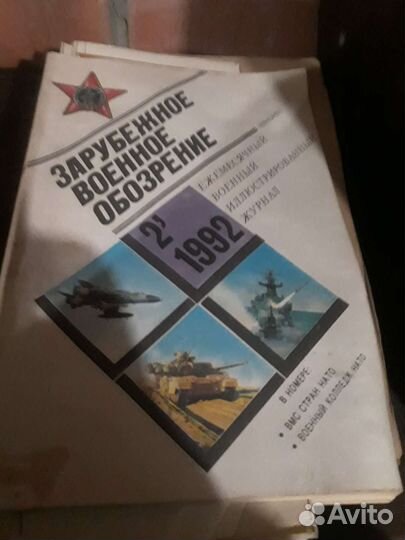 ЗАРУБЕЖНОЕ
ВОЕННОЕ
ОБОЗРЕНИЕ
ЕЖЕМЕСЯЧНЫЙ
ВОЕННЫЙ
ИЛЛЮСТРИРОВАННЫЙ
ЖУРНАЛ
2' 1992
В НОМЕРЕ:
• ВМС СТРАН НАТО
• ВОЕННЫЙ КОЛЛЕДЖ НАТО
Avito